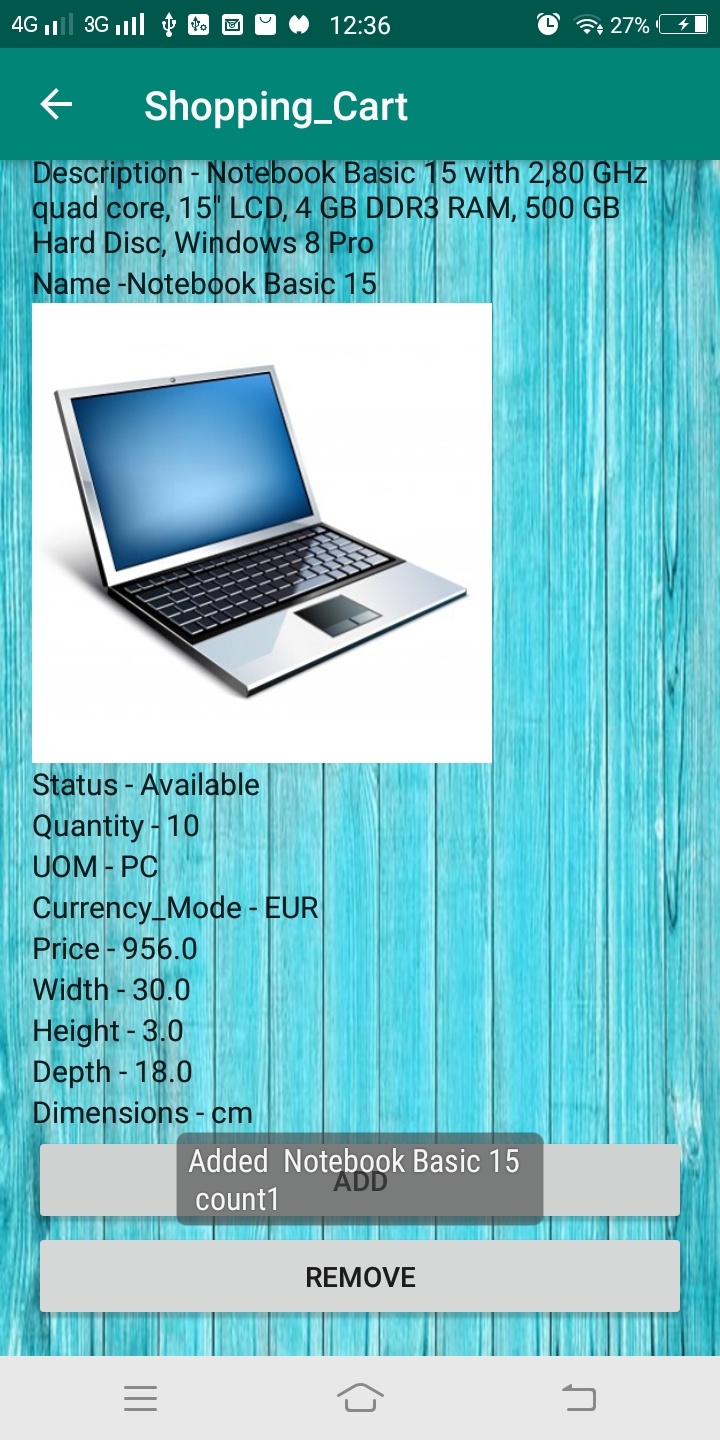 4G 3G 12:36 27%
Shopping_Cart
Description - Notebook Basic 15 with 2,80 GHz
quad core, 15" LCD, 4 GB DDR3 RAM, 500 GB
Hard Disc, Windows 8 Pro
Name -Notebook Basic 15
Status - Available
Quantity - 10
UOM - PC
Currency_Mode - EUR
Price - 956.0
Width - 30.0
Height - 3.0
Depth - 18.0
Dimensions - cm
Added  Notebook Basic 15
count1
ADD
REMOVE